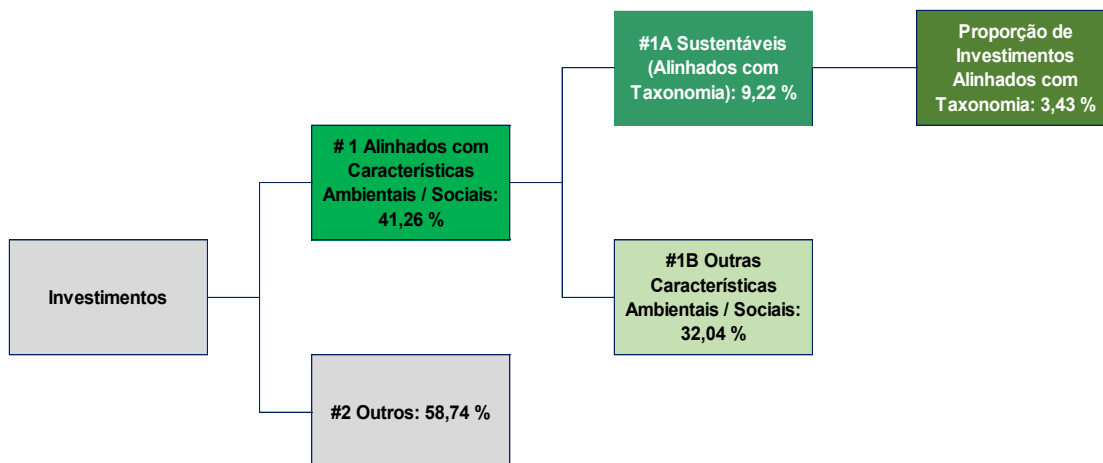 Investimentos
# 1 Alinhados com
Características
Ambientais / Sociais:
41,26 %
#2 Outros: 58,74 %
#1A Sustentáveis
(Alinhados com
Taxonomia): 9,22 %
#1B Outras
Características
Ambientais / Sociais:
32,04 %
Proporção de
Investimentos
Alinhados com
Taxonomia: 3,43 %